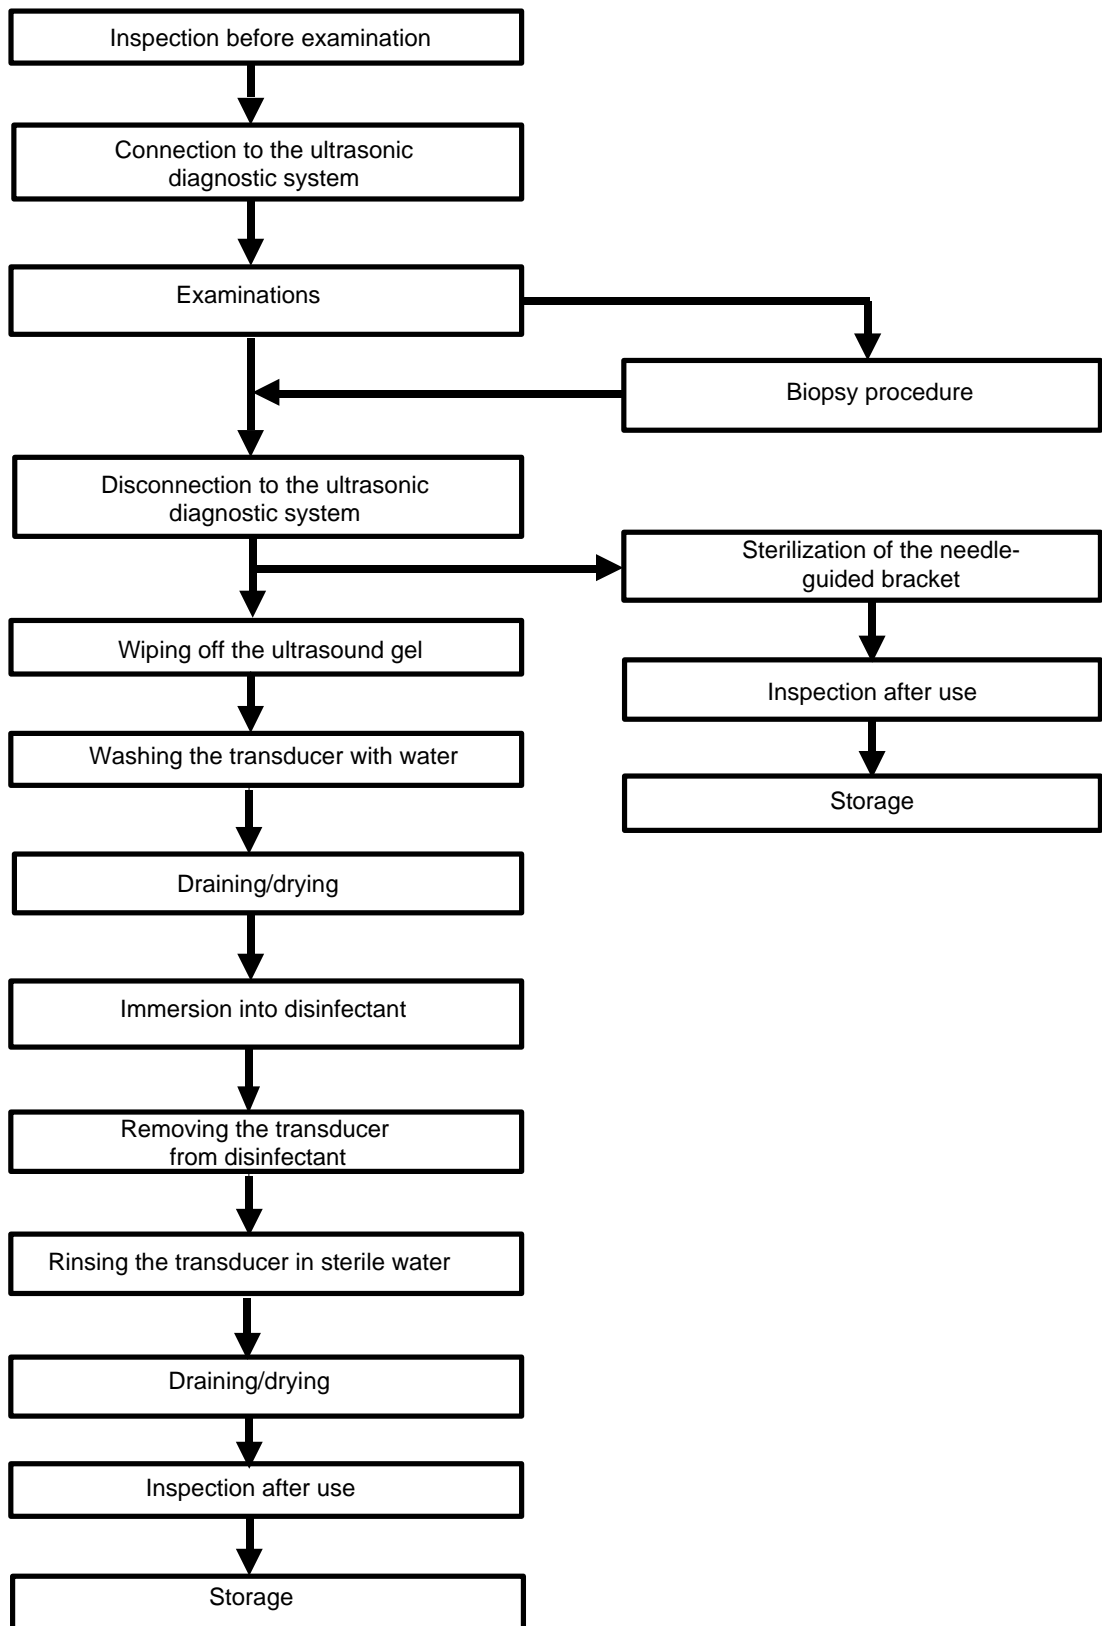 Inspection before examination
Connection to the ultrasonic
diagnostic system
Examinations
Biopsy procedure
Disconnection to the ultrasonic
diagnostic system
Sterilization of the needle-
guided bracket
Wiping off the ultrasound gel
Inspection after use
Washing the transducer with water
Storage
Draining/drying
Immersion into disinfectant
Removing the transducer
from disinfectant
Rinsing the transducer in sterile water
Draining/drying
Inspection after use
Storage